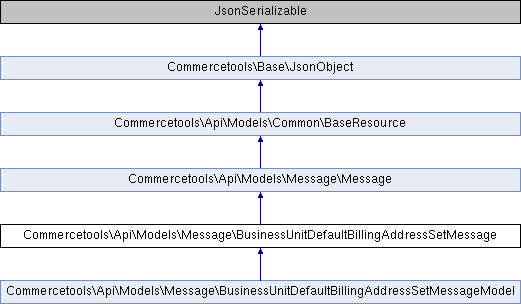 JsonSerializable
Commercetools\Base\JsonObject
Commercetools\Api\Models\Common\BaseResource
Commercetools\Api\Models\Message\Message
Commercetools\Api\Models\Message\BusinessUnitDefaultBillingAddressSetMessage
Commercetools\Api\Models\Message\BusinessUnitDefaultBillingAddressSetMessageModel